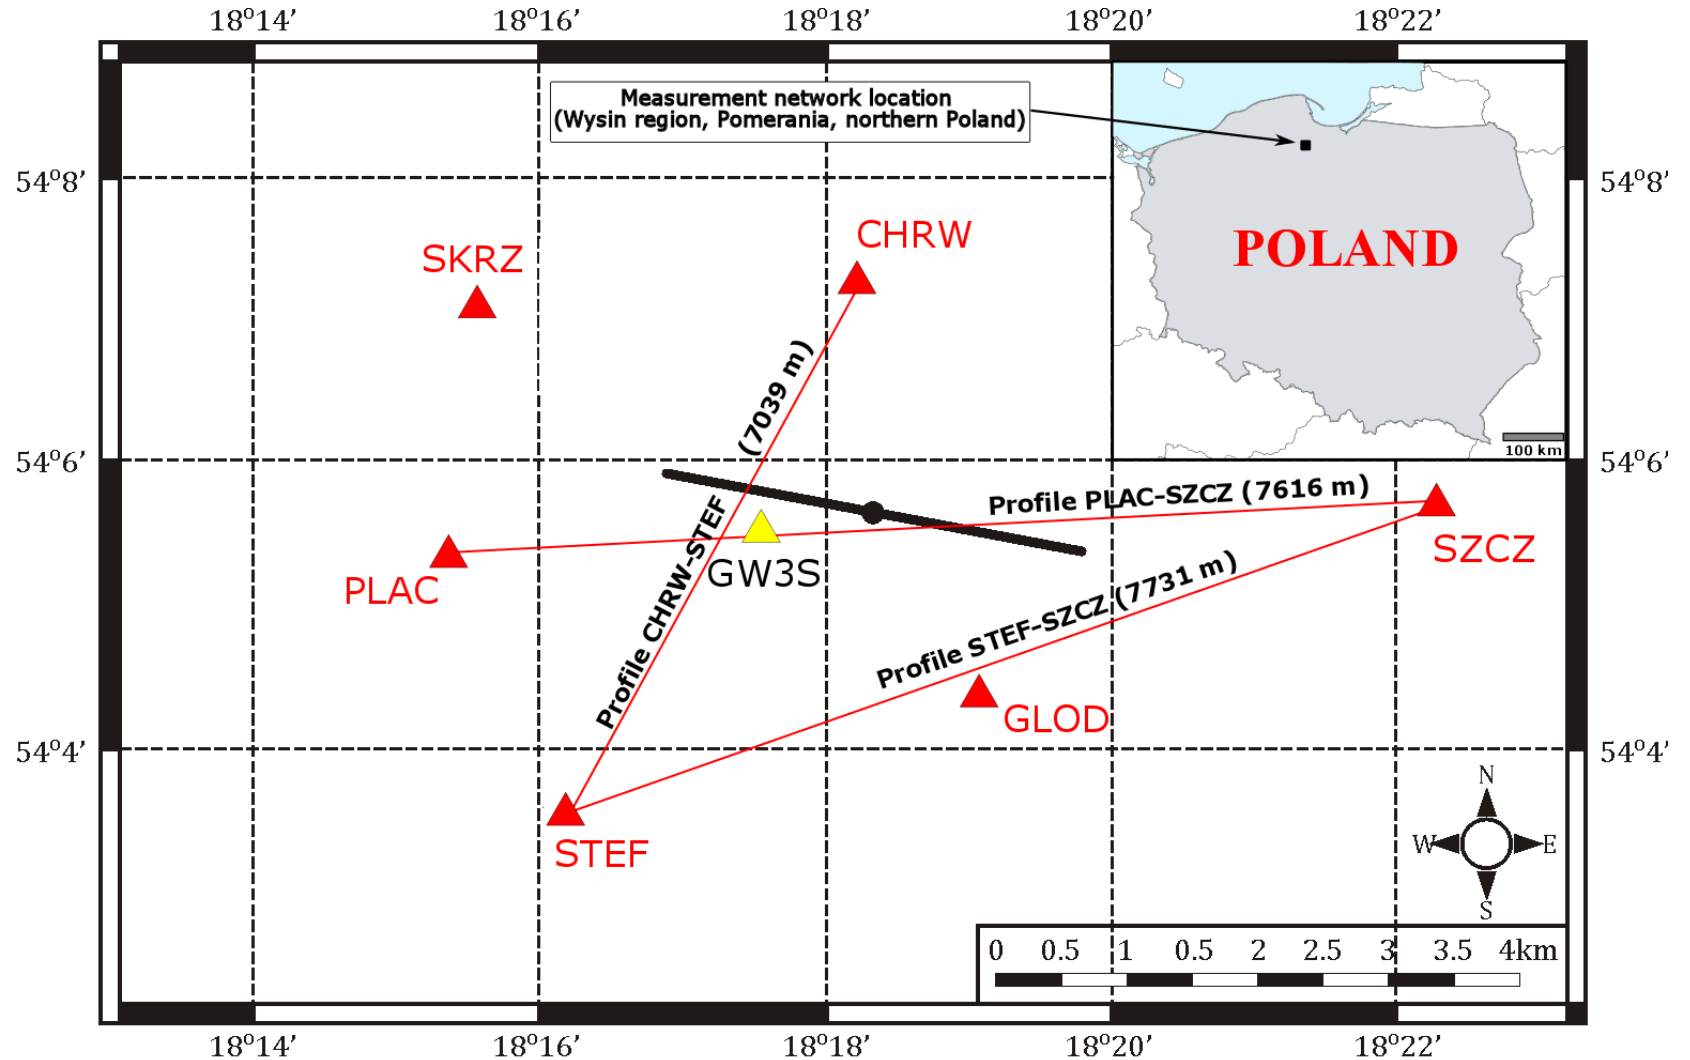 18°14’ 18°16’ 18°18’ 18°20’ 18°22’
Measurement network location
(Wysin region, Pomerania, northern Poland)
54°8’ 54°8’
POLAND
CHRW
SKRZ
(7039 m)
100 km
54°6’ 54°6’
Profile PLAC-SZCZ (7616 m)
Profile CHRW-STEF
SZCZ
GW3S
PLAC
Profile STEF-SZCZ (7731 m)
GLOD
54°4’ 54°4’
N
W E
S
STEF
0 0.5 1 0.5 2 2.5 3 3.5 4km
18°14’ 18°16’ 18°18’ 18°20’ 18°22’